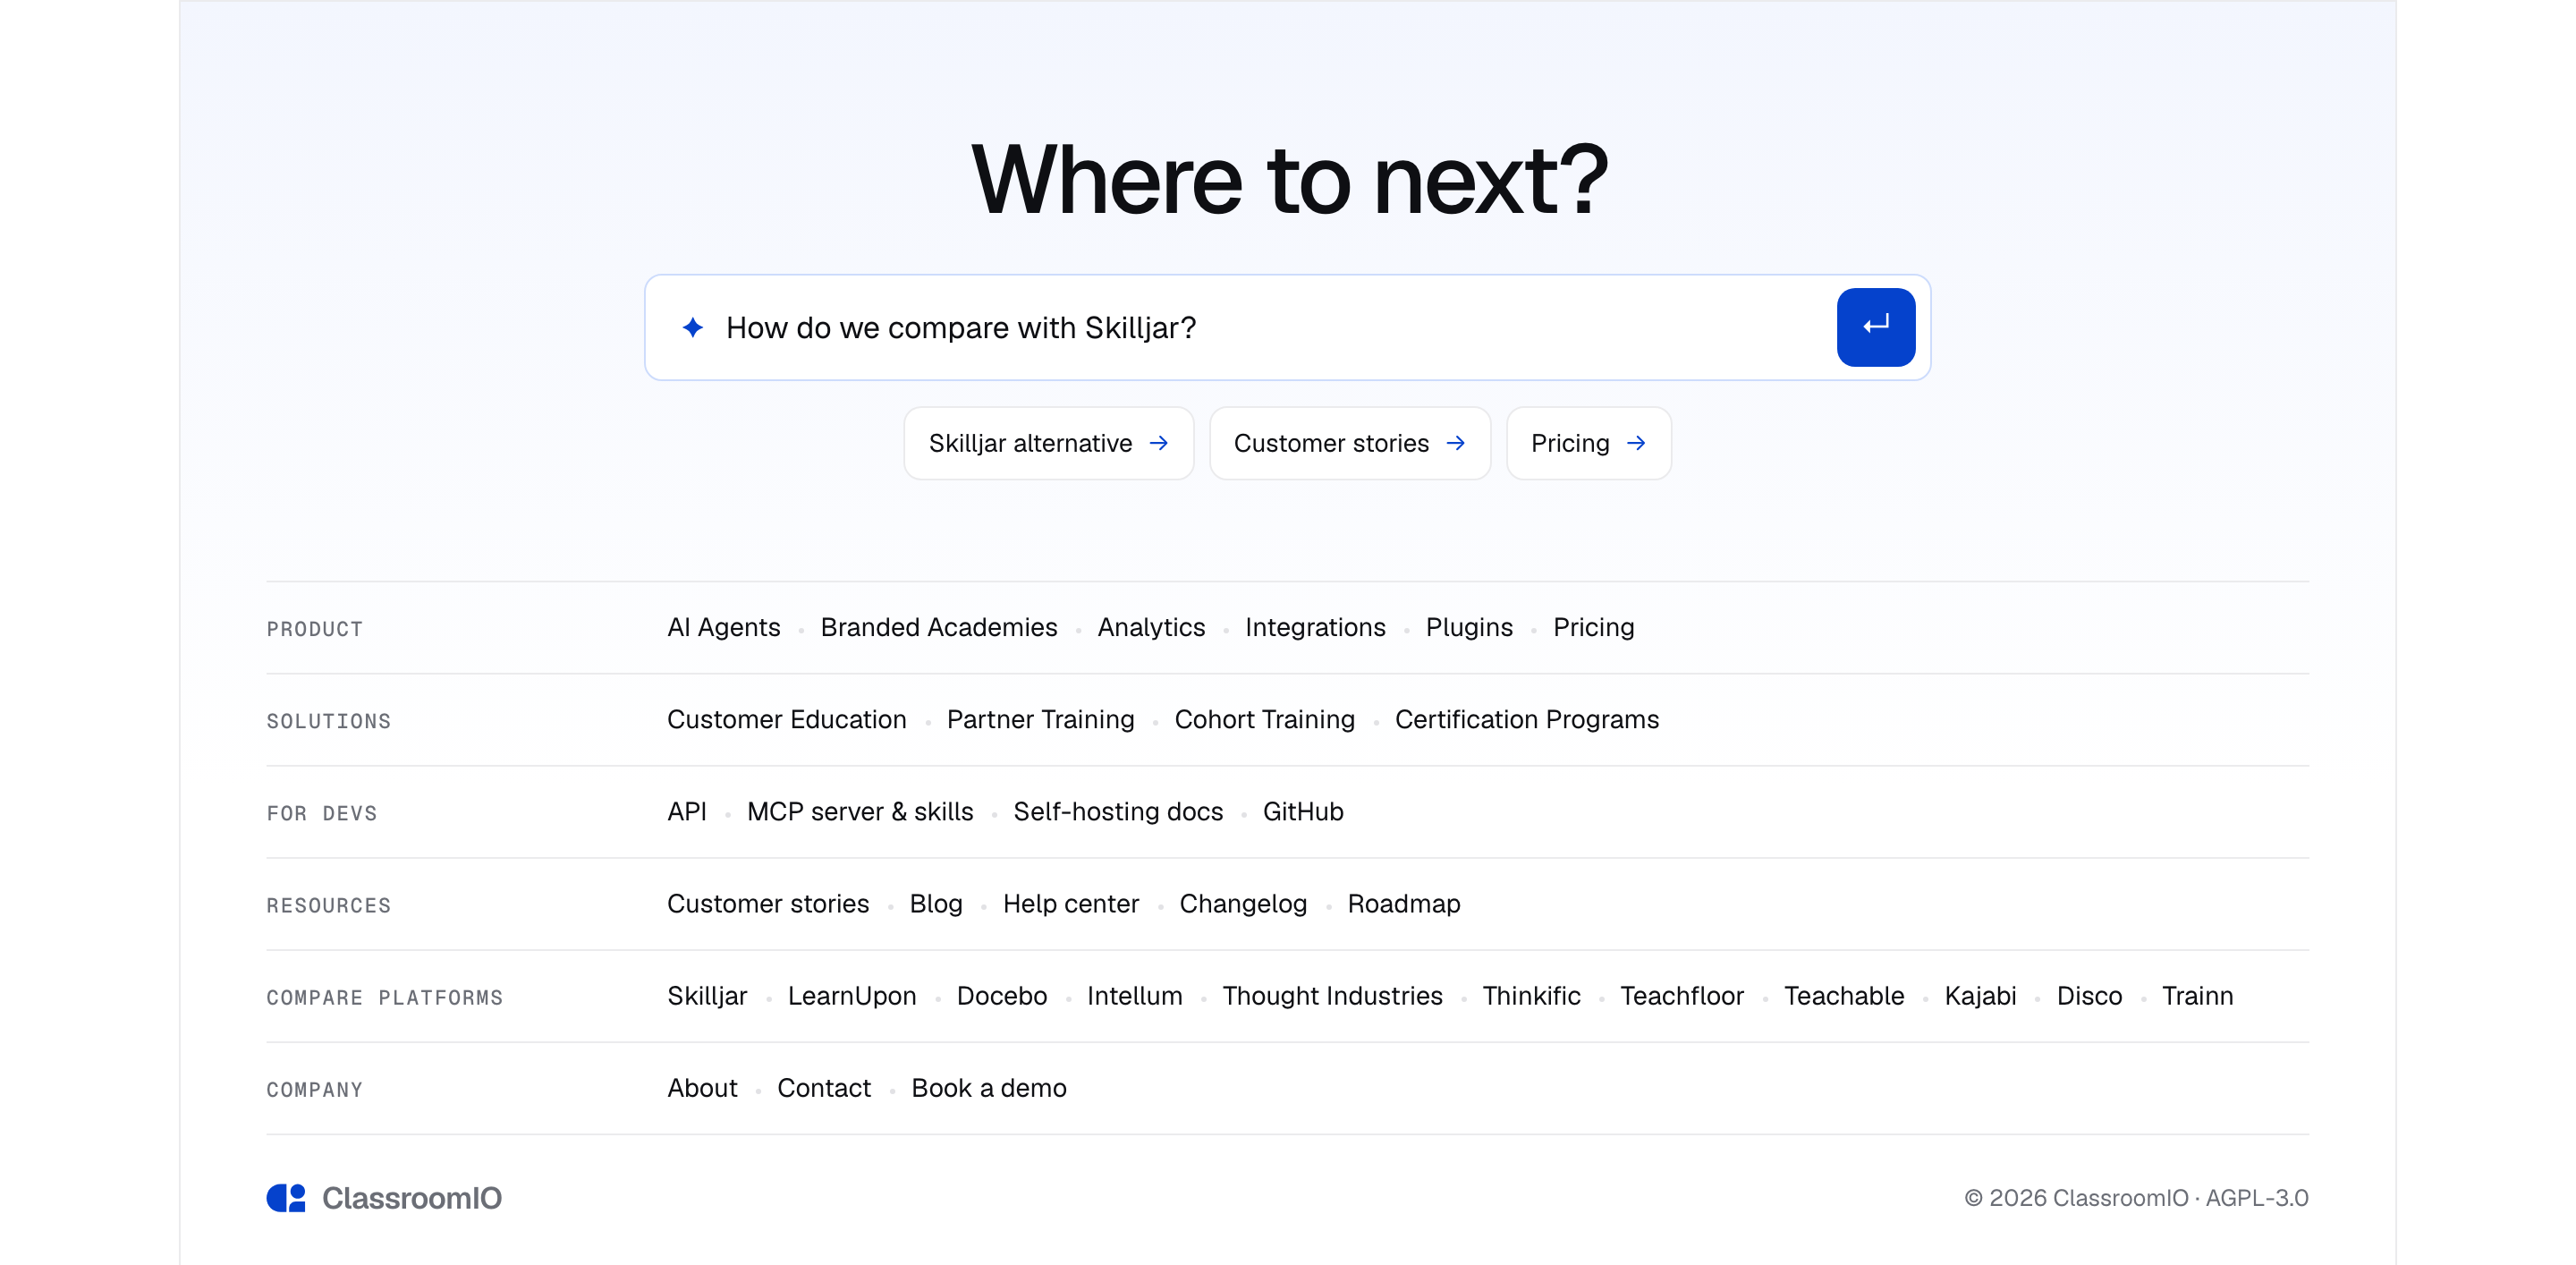 Where to next?
How do we compare with Skilljar?
Skilljar alternative → Customer stories → Pricing →
PRODUCT AI Agents • Branded Academies • Analytics • Integrations • Plugins • Pricing
SOLUTIONS Customer Education • Partner Training • Cohort Training • Certification Programs
FOR DEVS API • MCP server & skills • Self-hosting docs • GitHub
RESOURCES Customer stories • Blog • Help center • Changelog • Roadmap
COMPARE PLATFORMS Skilljar • LearnUpon • Docebo • Intellum • Thought Industries • Thinkific • Teachfloor • Teachable • Kajabi • Disco • Trainn
COMPANY About • Contact • Book a demo
ClassroomIO © 2026 ClassroomIO · AGPL-3.0